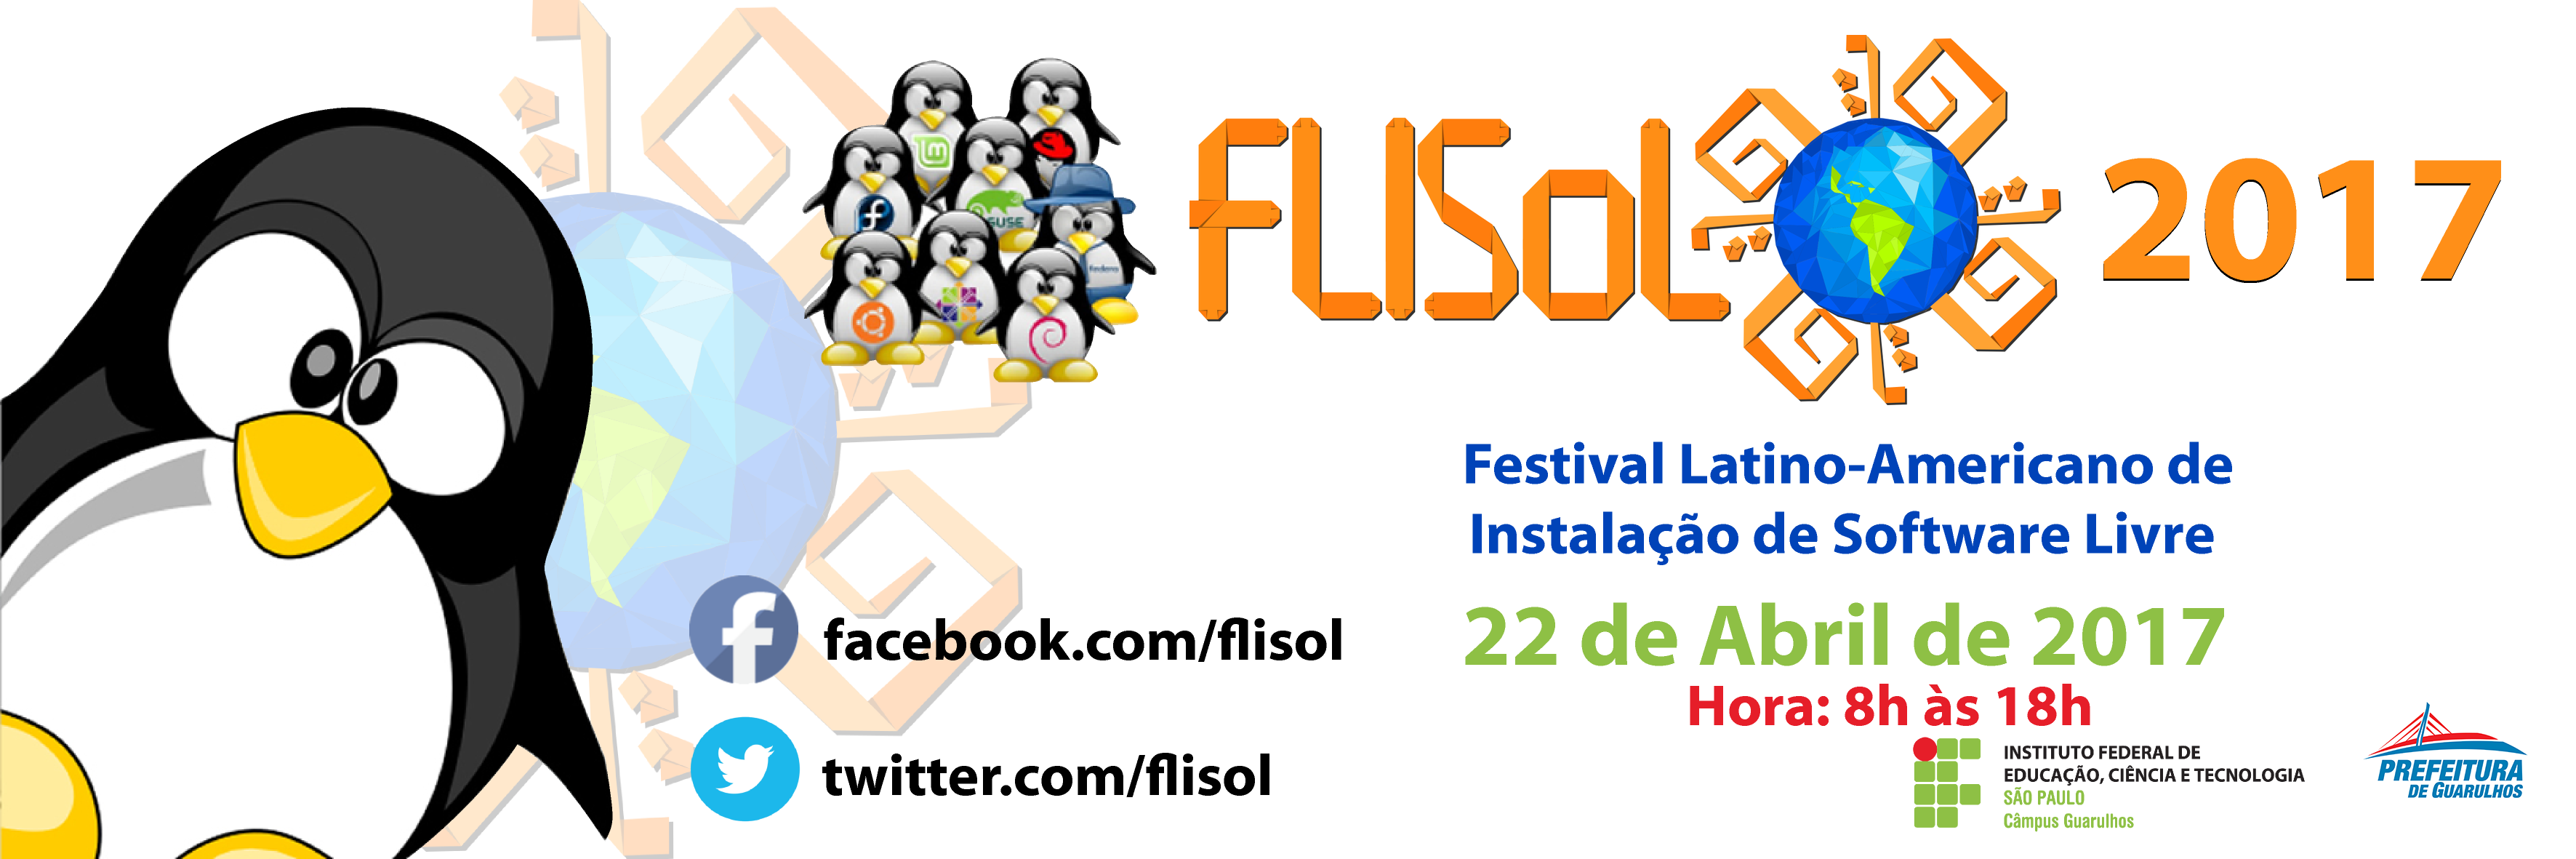 FLISoL 2017
SUSE
fedora
Festival Latino-Americano de
Instalação de Software Livre
22 de Abril de 2017
Hora: 8h às 18h
facebook.com/flisol
twitter.com/flisol
INSTITUTO FEDERAL DE
EDUCAÇÃO, CIÊNCIA E TECNOLOGIA
SÃO PAULO
Câmpus Guarulhos
PREFEITURA
DE GUARULHOS